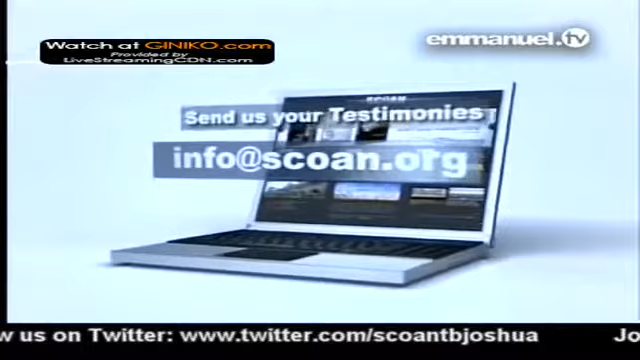 Watch at GINIKO.com
Provided by
LiveStreamingCDN.com
emmanuel.tv
SCOAN
Send us your Testimonies
info@scoan.org
w us on Twitter: www.twitter.com/scoantbjoshua
Jo